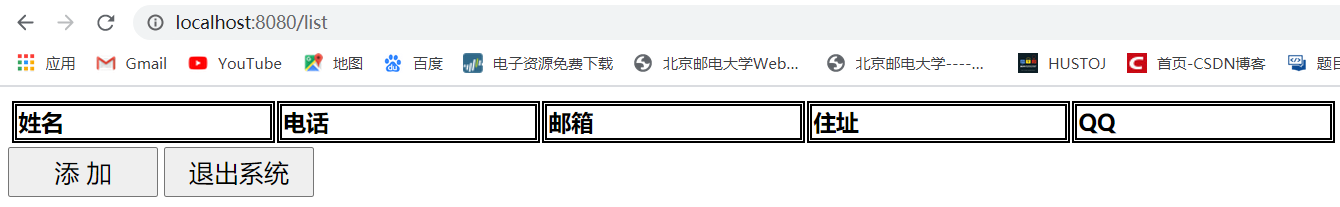 localhost:8080/list
应用 Gmail YouTube 地图 百度 电子资源免费下载 北京邮电大学Web... 北京邮电大学----... HUSTOJ 首页-CSDN博客
姓名 电话 邮箱 住址 QQ
添 加 退出系统